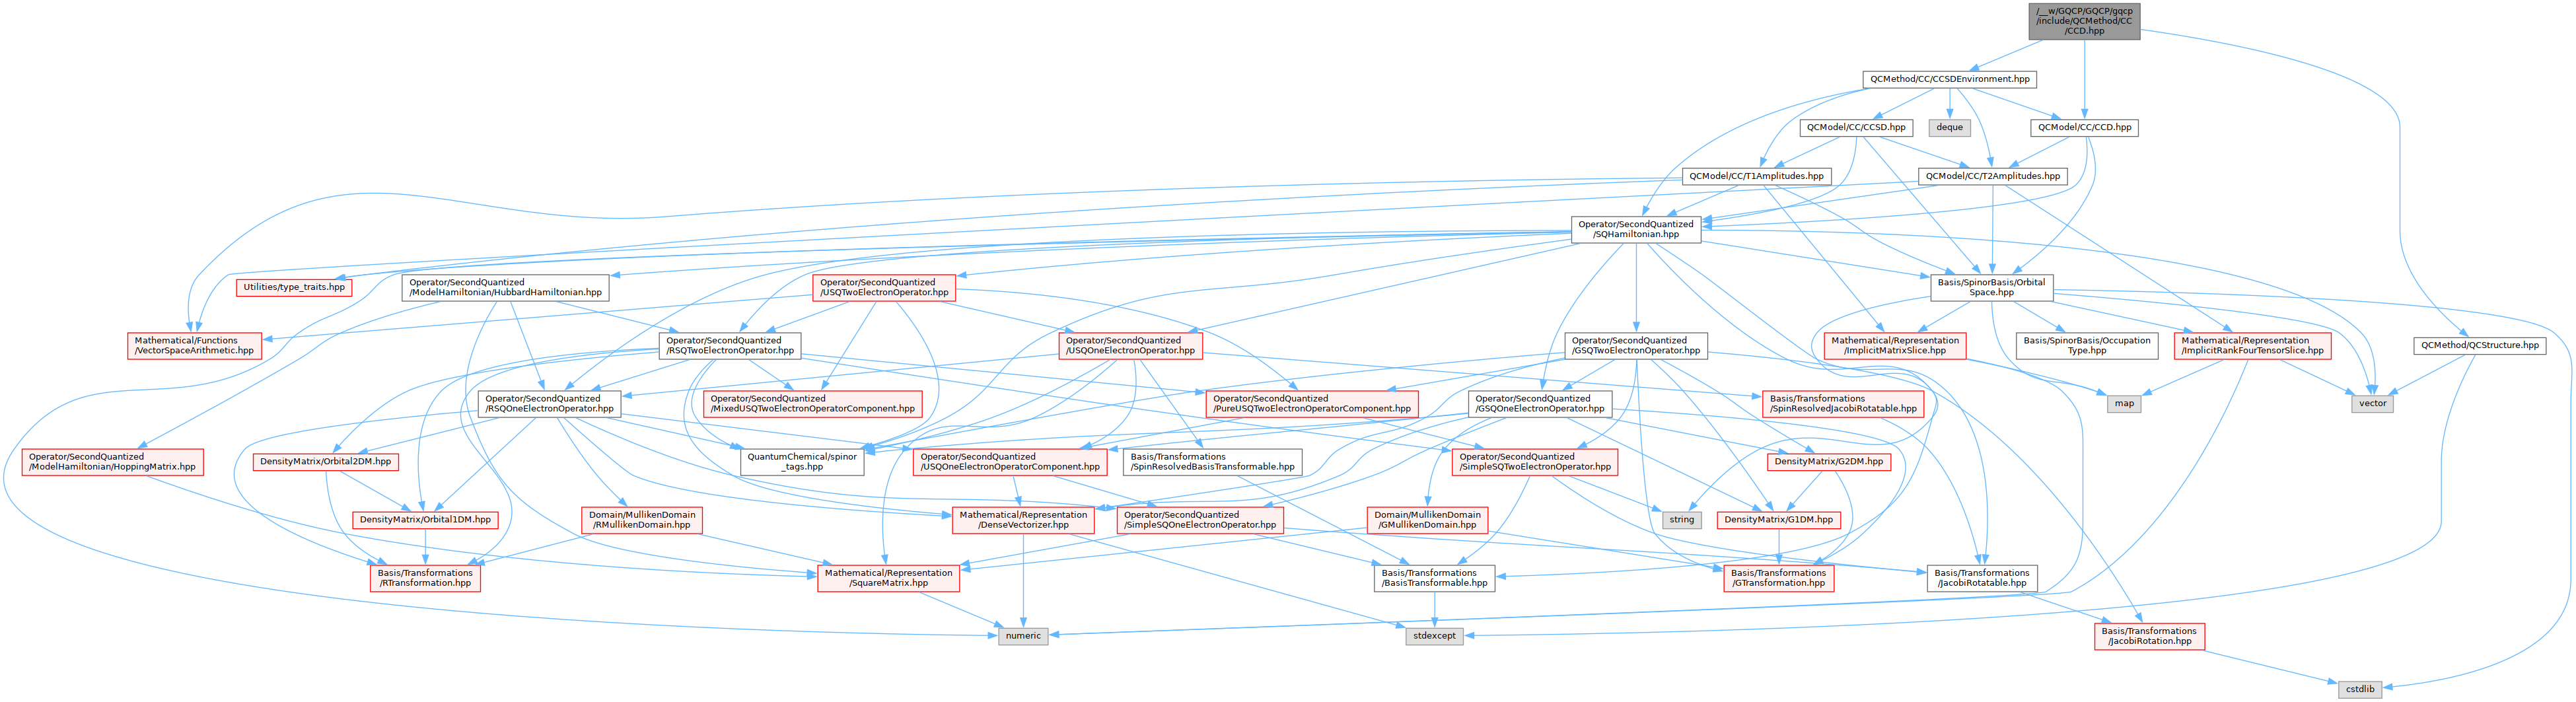 /__w/GQCP/GQCP/gqcp
/include/QCMethod/CC
/CCD.hpp
QCMethod/CC/CCSDEnvironment.hpp
QCModel/CC/CCSD.hpp
deque
QCModel/CC/CCD.hpp
QCModel/CC/T1Amplitudes.hpp
QCModel/CC/T2Amplitudes.hpp
Operator/SecondQuantized
/SQHamiltonian.hpp
Utilities/type_traits.hpp
Operator/SecondQuantized
/ModelHamiltonian/HubbardHamiltonian.hpp
Operator/SecondQuantized
/USQTwoElectronOperator.hpp
Basis/SpinorBasis/Orbital
Space.hpp
Mathematical/Functions
/VectorSpaceArithmetic.hpp
Operator/SecondQuantized
/RSQTwoElectronOperator.hpp
Operator/SecondQuantized
/USQOneElectronOperator.hpp
Operator/SecondQuantized
/GSQTwoElectronOperator.hpp
Mathematical/Representation
/ImplicitMatrixSlice.hpp
Basis/SpinorBasis/Occupation
Type.hpp
Mathematical/Representation
/ImplicitRankFourTensorSlice.hpp
QCMethod/QCStructure.hpp
Operator/SecondQuantized
/RSQOneElectronOperator.hpp
Operator/SecondQuantized
/MixedUSQTwoElectronOperatorComponent.hpp
Operator/SecondQuantized
/PureUSQTwoElectronOperatorComponent.hpp
Operator/SecondQuantized
/GSQOneElectronOperator.hpp
Basis/Transformations
/SpinResolvedJacobiRotatable.hpp
map
vector
Operator/SecondQuantized
/ModelHamiltonian/HoppingMatrix.hpp
DensityMatrix/Orbital2DM.hpp
QuantumChemical/spinor
_tags.hpp
Operator/SecondQuantized
/USQOneElectronOperatorComponent.hpp
Basis/Transformations
/SpinResolvedBasisTransformable.hpp
Operator/SecondQuantized
/SimpleSQTwoElectronOperator.hpp
DensityMatrix/G2DM.hpp
DensityMatrix/Orbital1DM.hpp
Domain/MullikenDomain
/RMullikenDomain.hpp
Mathematical/Representation
/DenseVectorizer.hpp
Operator/SecondQuantized
/SimpleSQOneElectronOperator.hpp
Domain/MullikenDomain
/GMullikenDomain.hpp
string
DensityMatrix/G1DM.hpp
Basis/Transformations
/RTransformation.hpp
Mathematical/Representation
/SquareMatrix.hpp
Basis/Transformations
/BasisTransformable.hpp
Basis/Transformations
/GTransformation.hpp
Basis/Transformations
/JacobiRotatable.hpp
numeric
stdexcept
Basis/Transformations
/JacobiRotation.hpp
cstdlib